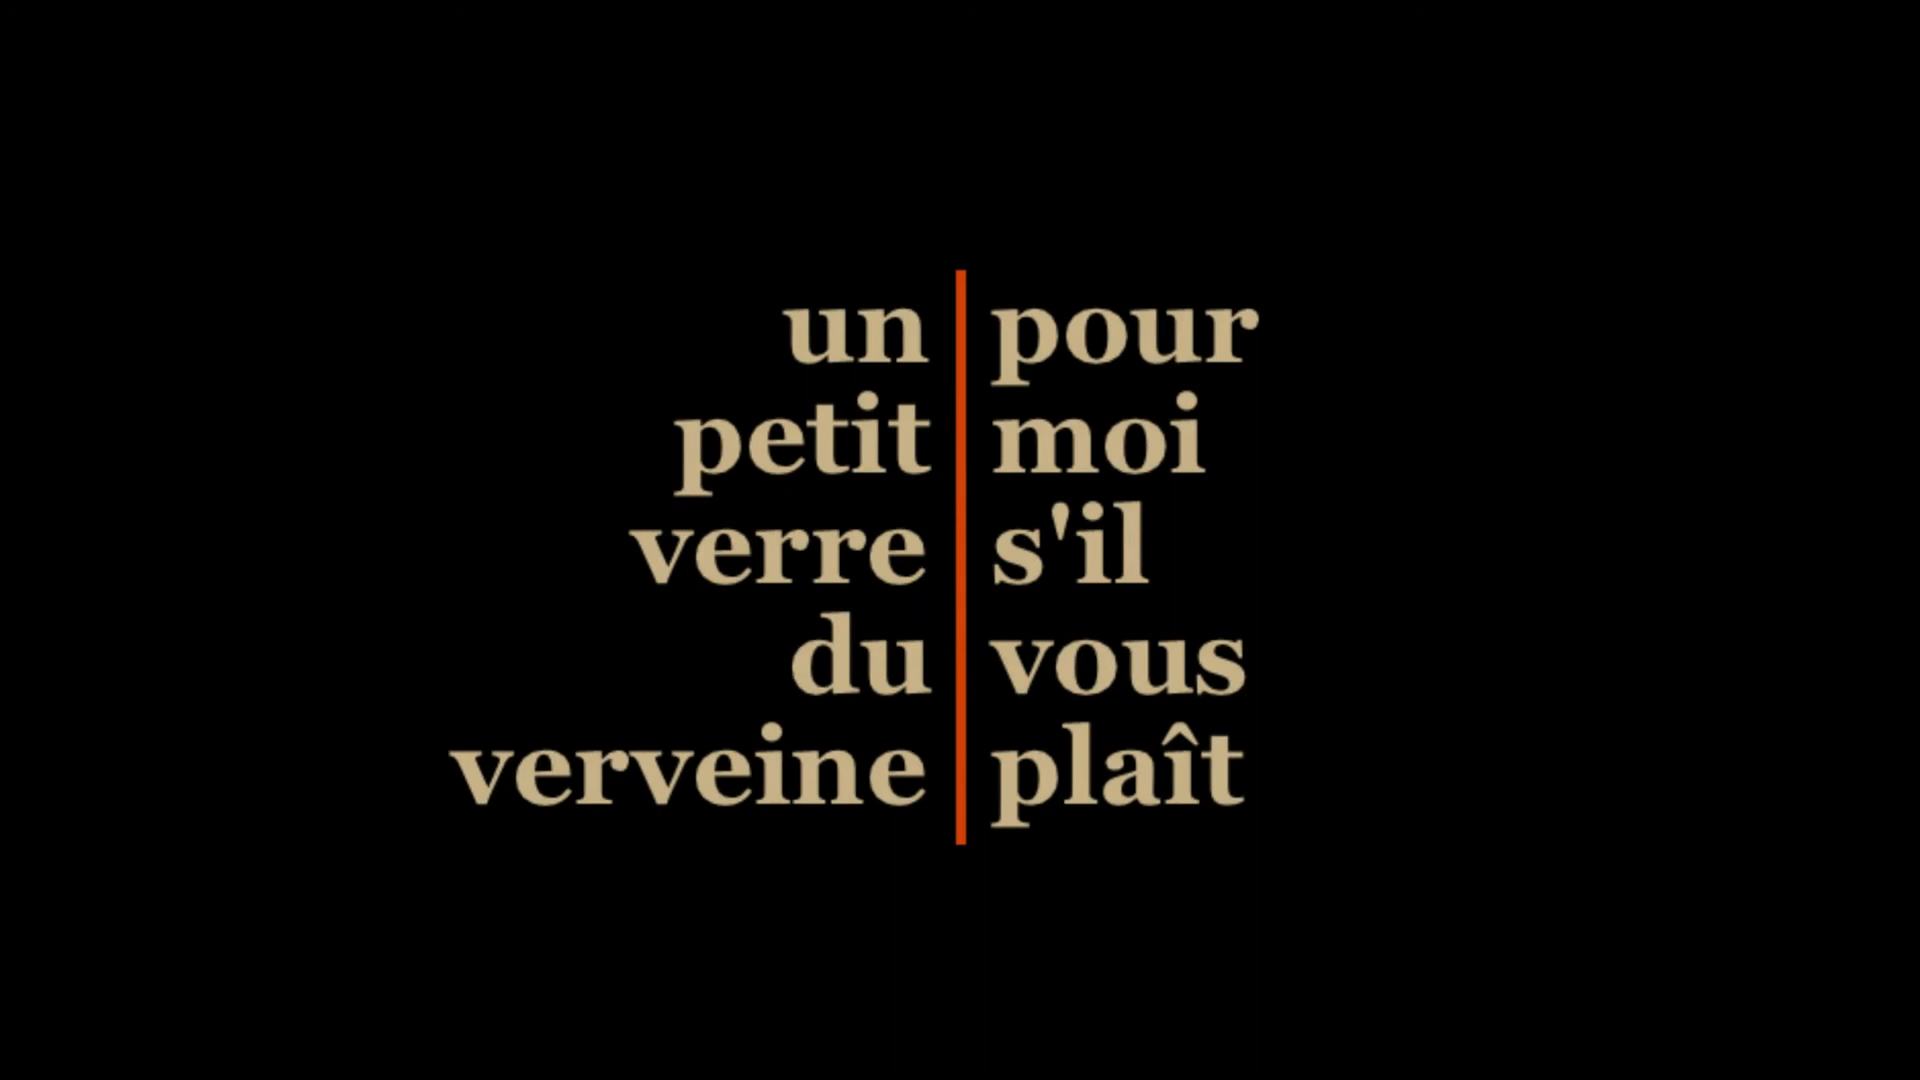 un
petit
verre
du
verveine
pour
moi
s'il
vous
plaît